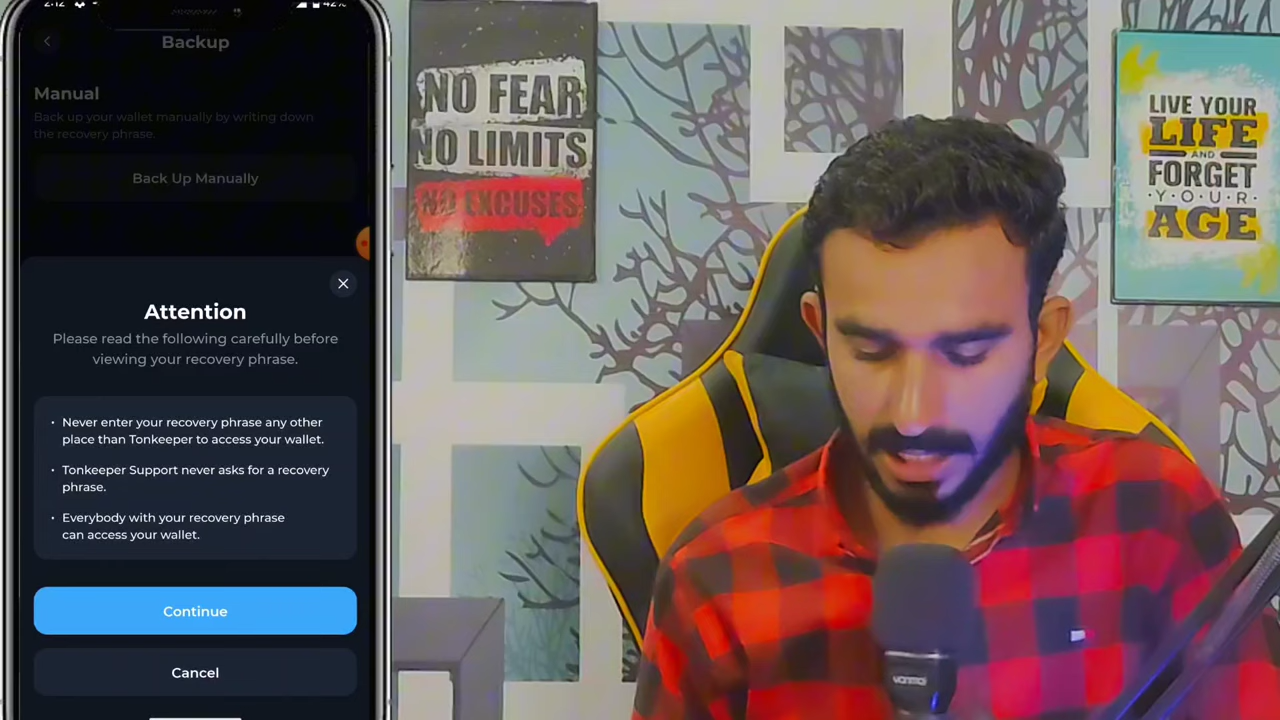 2:12
42%
Backup
Manual
Back up your wallet manually by writing down
the recovery phrase.
Back Up Manually
Attention
Please read the following carefully before
viewing your recovery phrase.
• Never enter your recovery phrase any other
place than Tonkeeper to access your wallet.
• Tonkeeper Support never asks for a recovery
phrase.
• Everybody with your recovery phrase
can access your wallet.
Continue
Cancel
NO FEAR
NO LIMITS
NO EXCUSES
LIVE YOUR
LIFE
AND
FORGET
·Y·O·U·R·
AGE